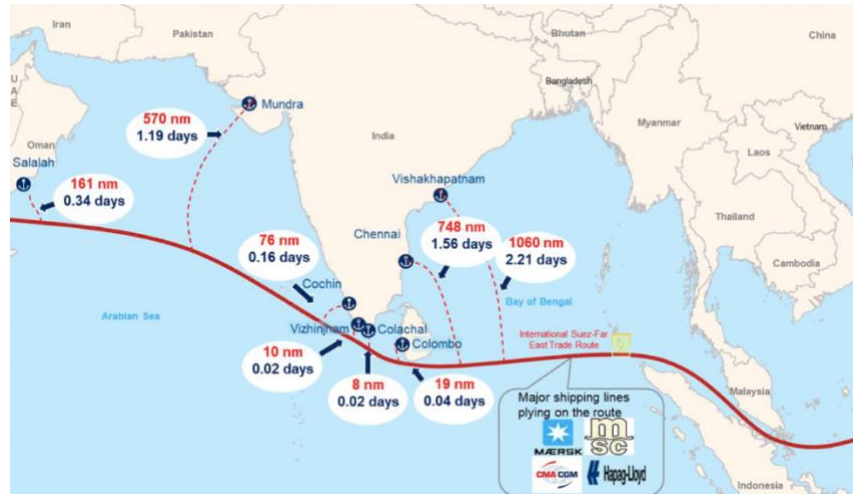 Iran
Pakistan
Bhutan
China
Bangladesh
U
A
E
Oman
Salalah
570 nm
1.19 days
Mundra
India
Myanmar
Vietnam
Laos
161 nm
0.34 days
Vishakhapatnam
Thailand
Chennai
748 nm
1.56 days
1060 nm
2.21 days
Cambodia
76 nm
0.16 days
Cochin
Arabian Sea
Bay of Bengal
Vizhinjham
Colachal
Colombo
International Suez-Far
East Trade Route
10 nm
0.02 days
8 nm
0.02 days
19 nm
0.04 days
Malaysia
Major shipping lines
plying on the route
MÆRSK
msc
CMA CGM
Hapag-Lloyd
Indonesia